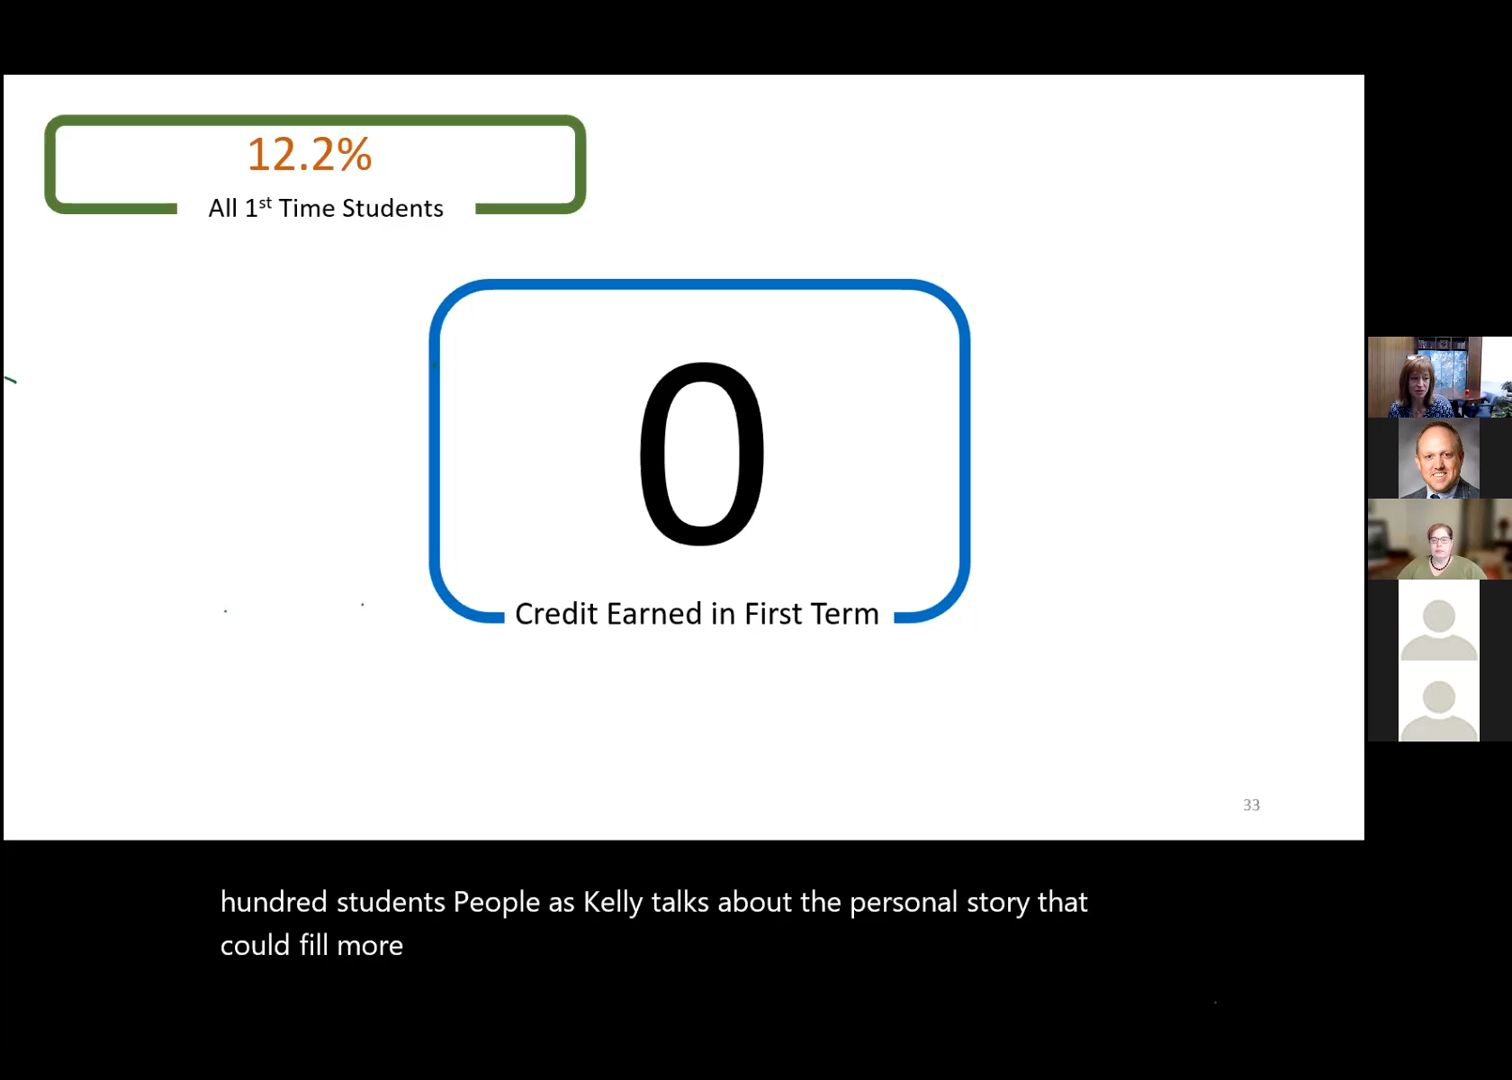 12.2%
All 1st Time Students
0
Credit Earned in First Term
33
hundred students People as Kelly talks about the personal story that
could fill more